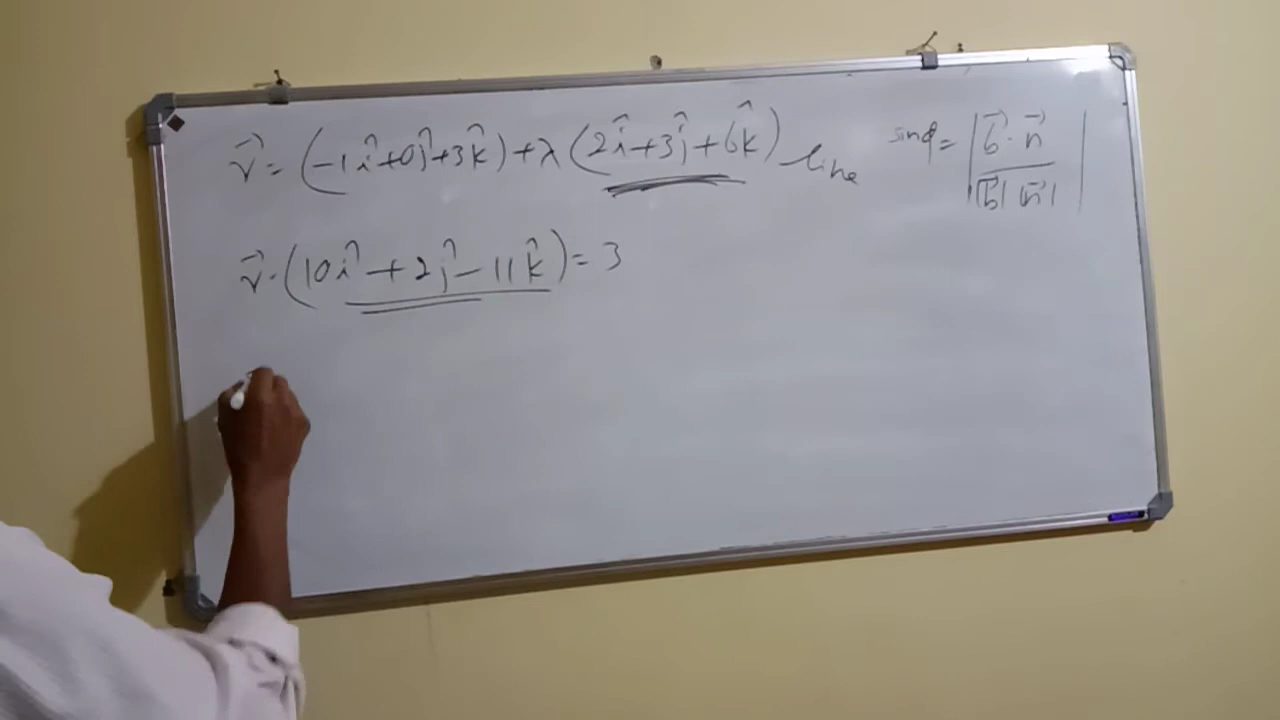 v⃗ = (-1î+0ĵ+3k̂)+λ(2î+3ĵ+6k̂) line
sinφ = |b⃗·n⃗ / |b⃗| |n⃗||
v⃗·(10î+2ĵ-11k̂)=3